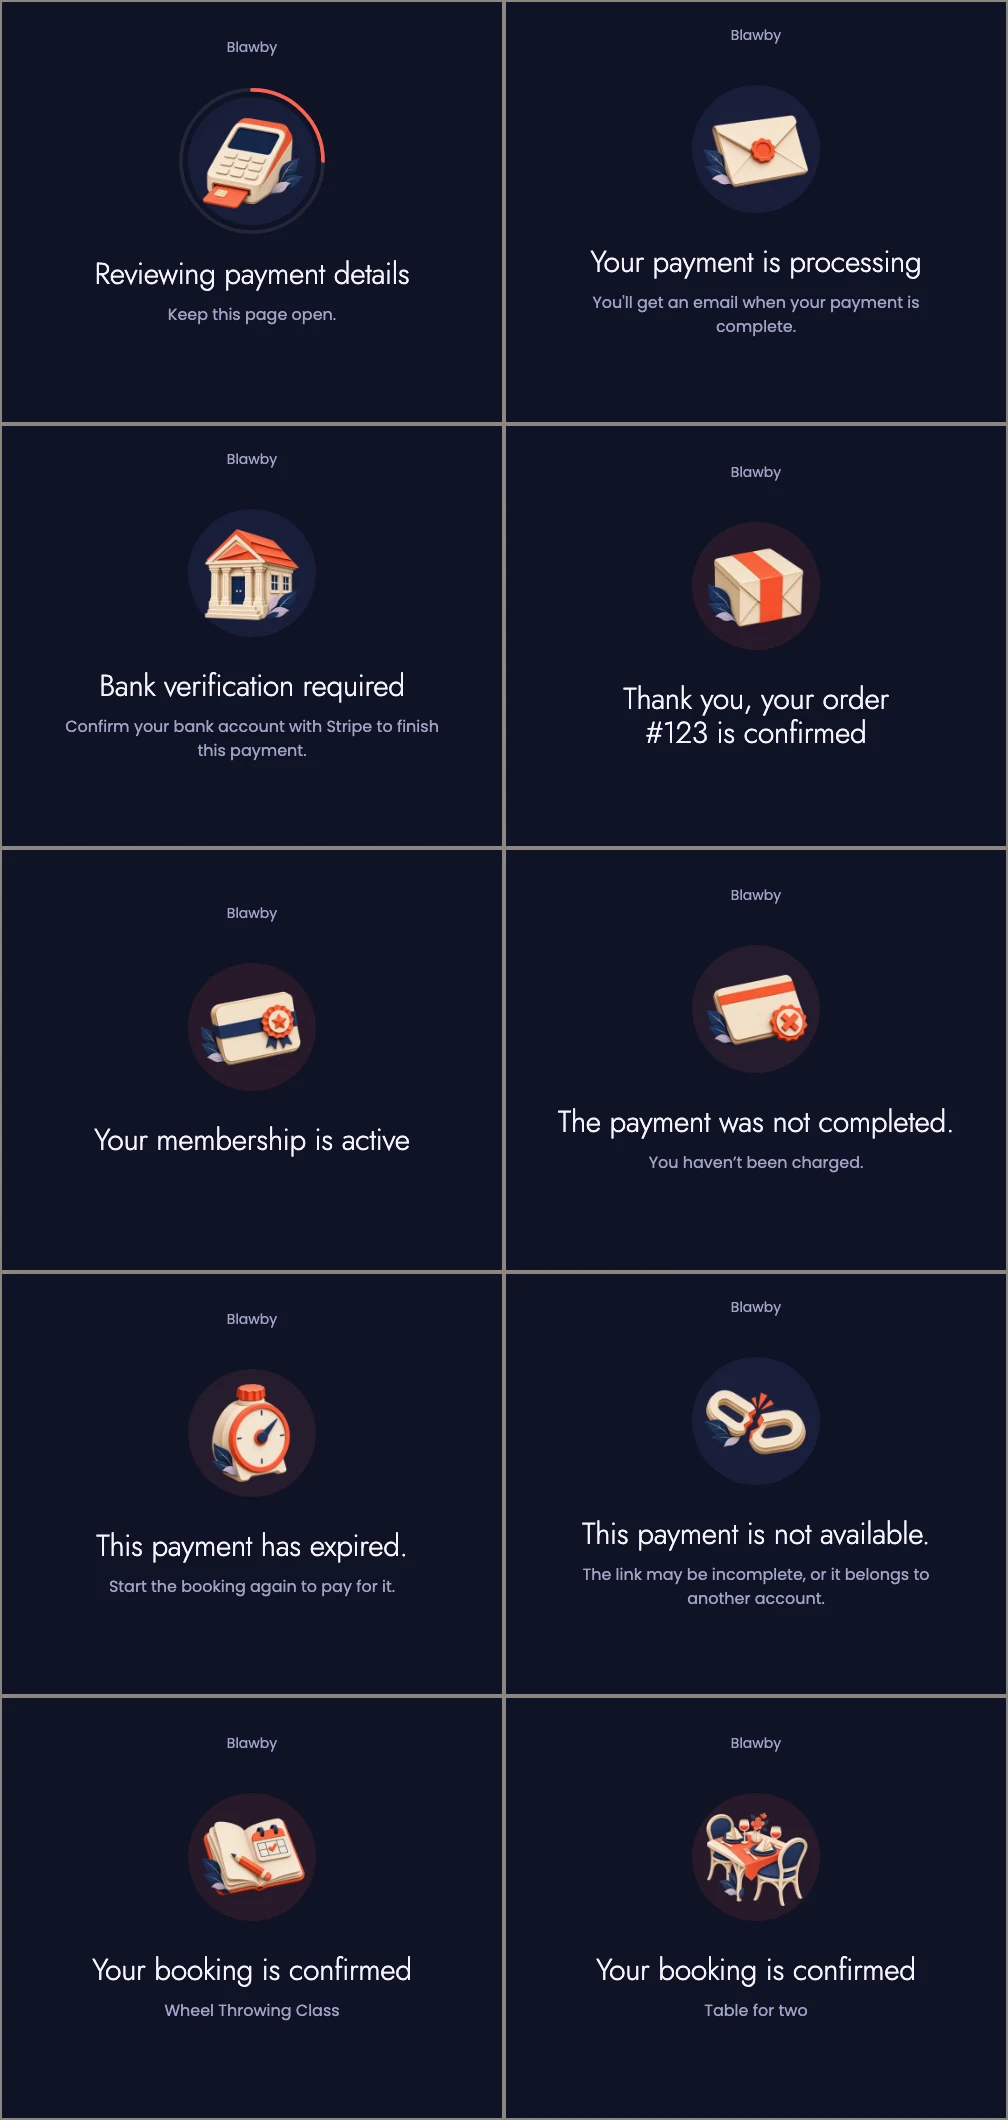 Blawby
Reviewing payment details
Keep this page open.
Blawby
Your payment is processing
You'll get an email when your payment is
complete.
Blawby
Bank verification required
Confirm your bank account with Stripe to finish
this payment.
Blawby
Thank you, your order
#123 is confirmed
Blawby
Your membership is active
Blawby
The payment was not completed.
You haven’t been charged.
Blawby
This payment has expired.
Start the booking again to pay for it.
Blawby
This payment is not available.
The link may be incomplete, or it belongs to
another account.
Blawby
Your booking is confirmed
Wheel Throwing Class
Blawby
Your booking is confirmed
Table for two